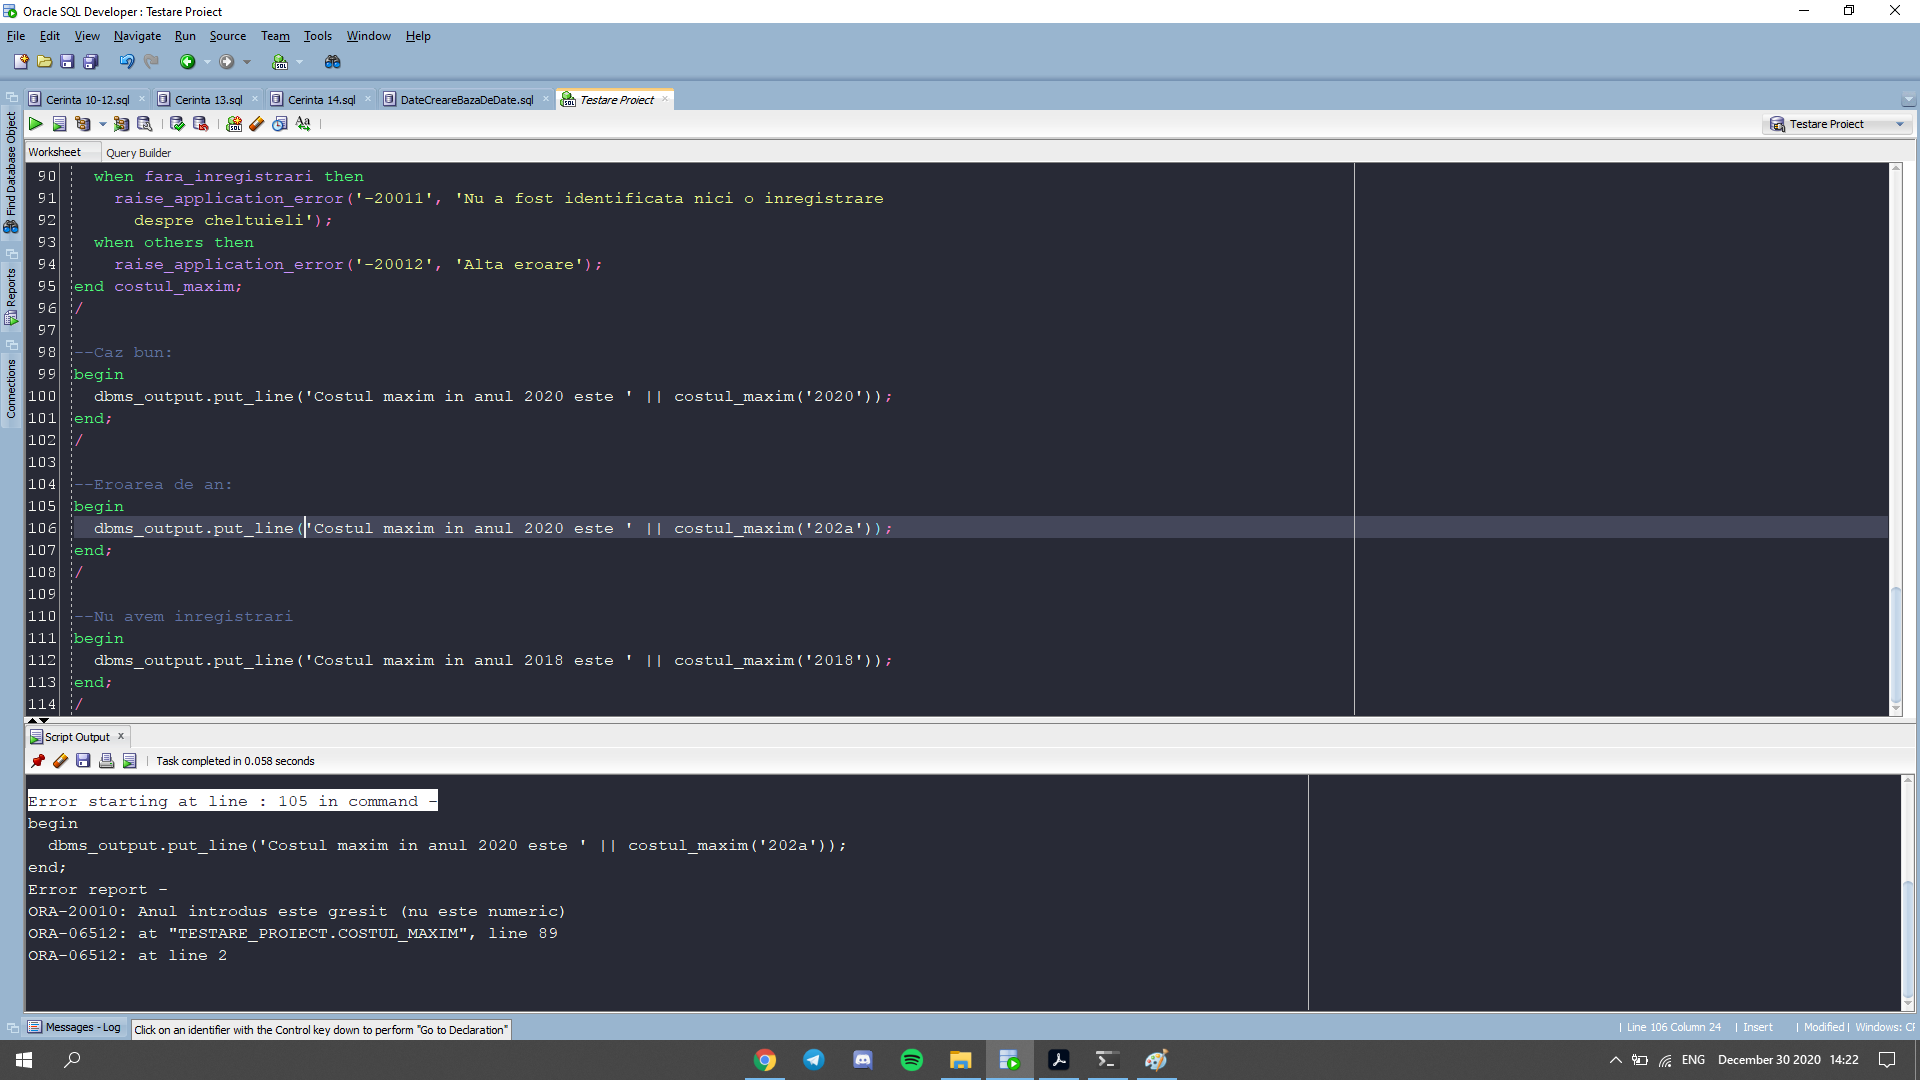 Oracle SQL Developer : Testare Proiect
File Edit View Navigate Run Source Team Tools Window Help
Cerinta 10-12.sql Cerinta 13.sql Cerinta 14.sql DateCreareBazaDeDate.sql Testare Proiect
Testare Proiect
Worksheet Query Builder
Find Database Object
Reports
Connections
90 when fara_inregistrari then
91 raise_application_error('-20011', 'Nu a fost identificata nici o inregistrare
92 despre cheltuieli');
93 when others then
94 raise_application_error('-20012', 'Alta eroare');
95 end costul_maxim;
96 /
97
98 --Caz bun:
99 begin
100 dbms_output.put_line('Costul maxim in anul 2020 este ' || costul_maxim('2020'));
101 end;
102 /
103
104 --Eroarea de an:
105 begin
106 dbms_output.put_line('Costul maxim in anul 2020 este ' || costul_maxim('202a'));
107 end;
108 /
109
110 --Nu avem inregistrari
111 begin
112 dbms_output.put_line('Costul maxim in anul 2018 este ' || costul_maxim('2018'));
113 end;
114 /
Script Output x
Task completed in 0.058 seconds
Error starting at line : 105 in command -
begin
dbms_output.put_line('Costul maxim in anul 2020 este ' || costul_maxim('202a'));
end;
Error report -
ORA-20010: Anul introdus este gresit (nu este numeric)
ORA-06512: at "TESTARE_PROIECT.COSTUL_MAXIM", line 89
ORA-06512: at line 2
Messages - Log Click on an identifier with the Control key down to perform "Go to Declaration"
| Line 106 Column 24 | Insert | Modified | Windows: CF
ENG December 30 2020 14:22